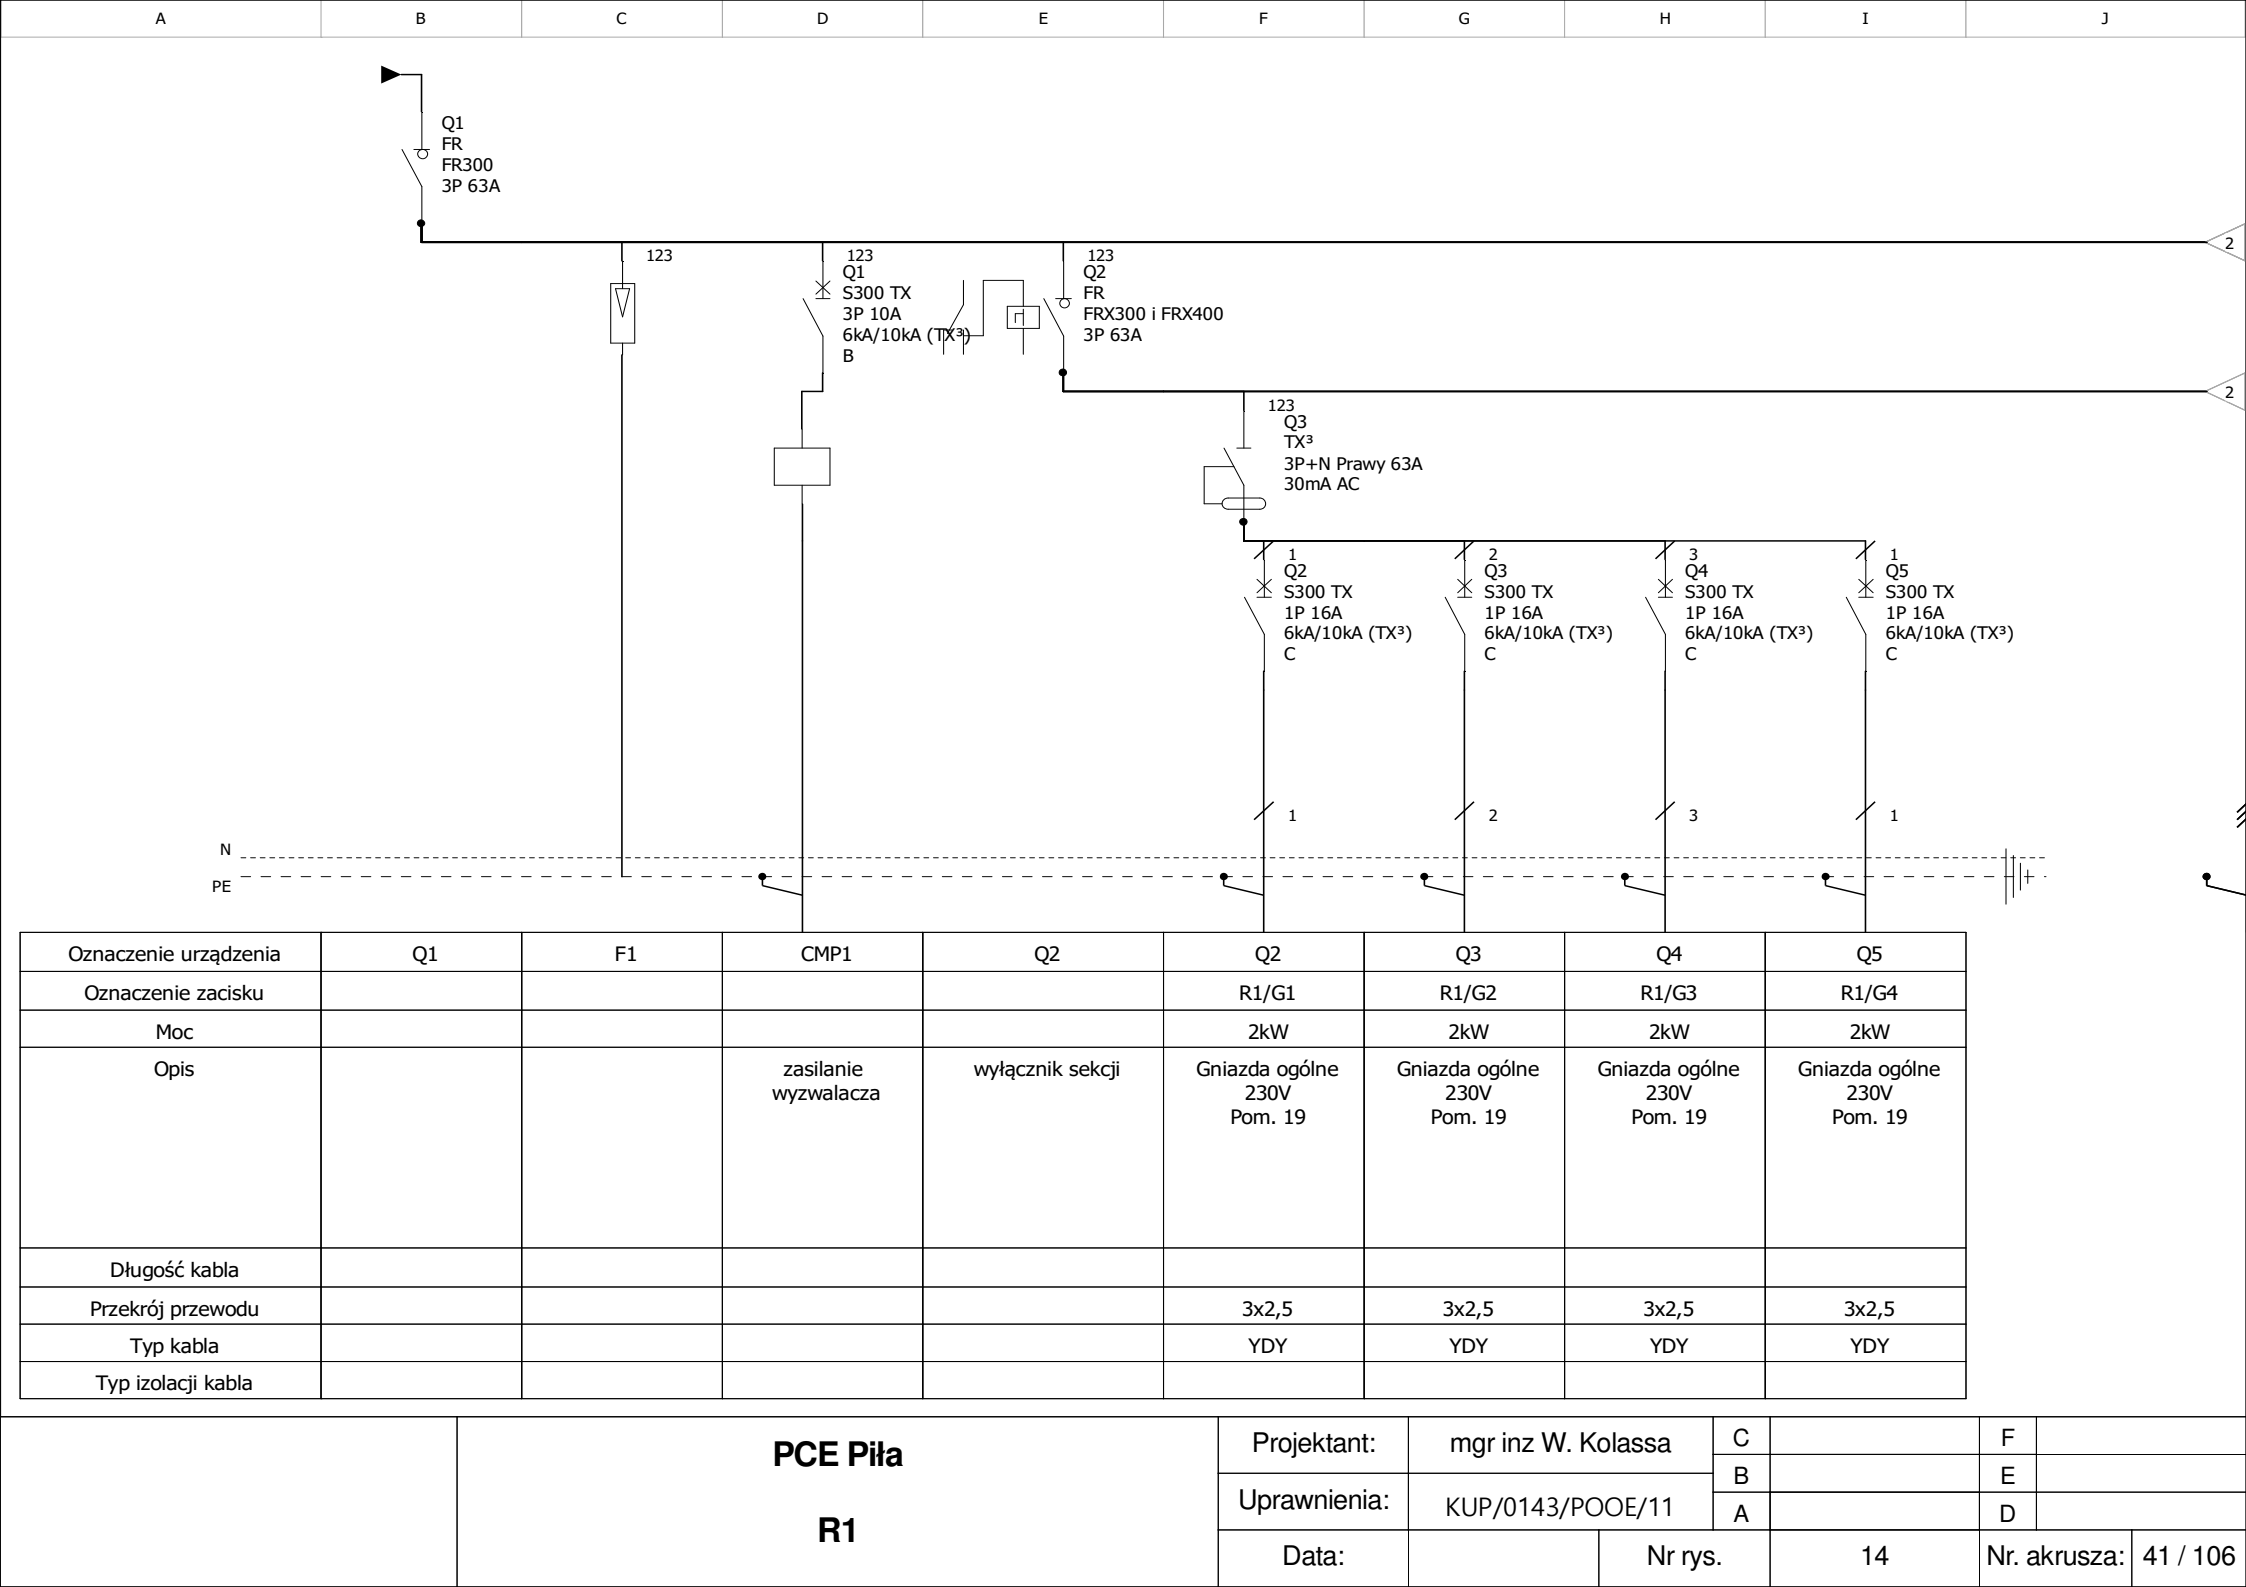 A B C D E F G H I J
Q1
FR
FR300
3P 63A
2
123
123
Q1
S300 TX
3P 10A
6kA/10kA (TX³)
B
123
Q2
FR
FRX300 i FRX400
3P 63A
2
123
Q3
TX³
3P+N Prawy 63A
30mA AC
1
Q2
S300 TX
1P 16A
6kA/10kA (TX³)
C
2
Q3
S300 TX
1P 16A
6kA/10kA (TX³)
C
3
Q4
S300 TX
1P 16A
6kA/10kA (TX³)
C
1
Q5
S300 TX
1P 16A
6kA/10kA (TX³)
C
1 2 3 1
N
PE
Oznaczenie urządzenia Q1 F1 CMP1 Q2 Q2 Q3 Q4 Q5
Oznaczenie zacisku R1/G1 R1/G2 R1/G3 R1/G4
Moc 2kW 2kW 2kW 2kW
Opis zasilanie wyłącznik sekcji Gniazda ogólne Gniazda ogólne Gniazda ogólne Gniazda ogólne
wyzwalacza 230V 230V 230V 230V
Pom. 19 Pom. 19 Pom. 19 Pom. 19
Długość kabla
Przekrój przewodu 3x2,5 3x2,5 3x2,5 3x2,5
Typ kabla YDY YDY YDY YDY
Typ izolacji kabla
PCE Piła
R1
Projektant: mgr inz W. Kolassa C F
B E
Uprawnienia: KUP/0143/POOE/11 A D
Data: Nr rys. 14 Nr. akrusza: 41 / 106